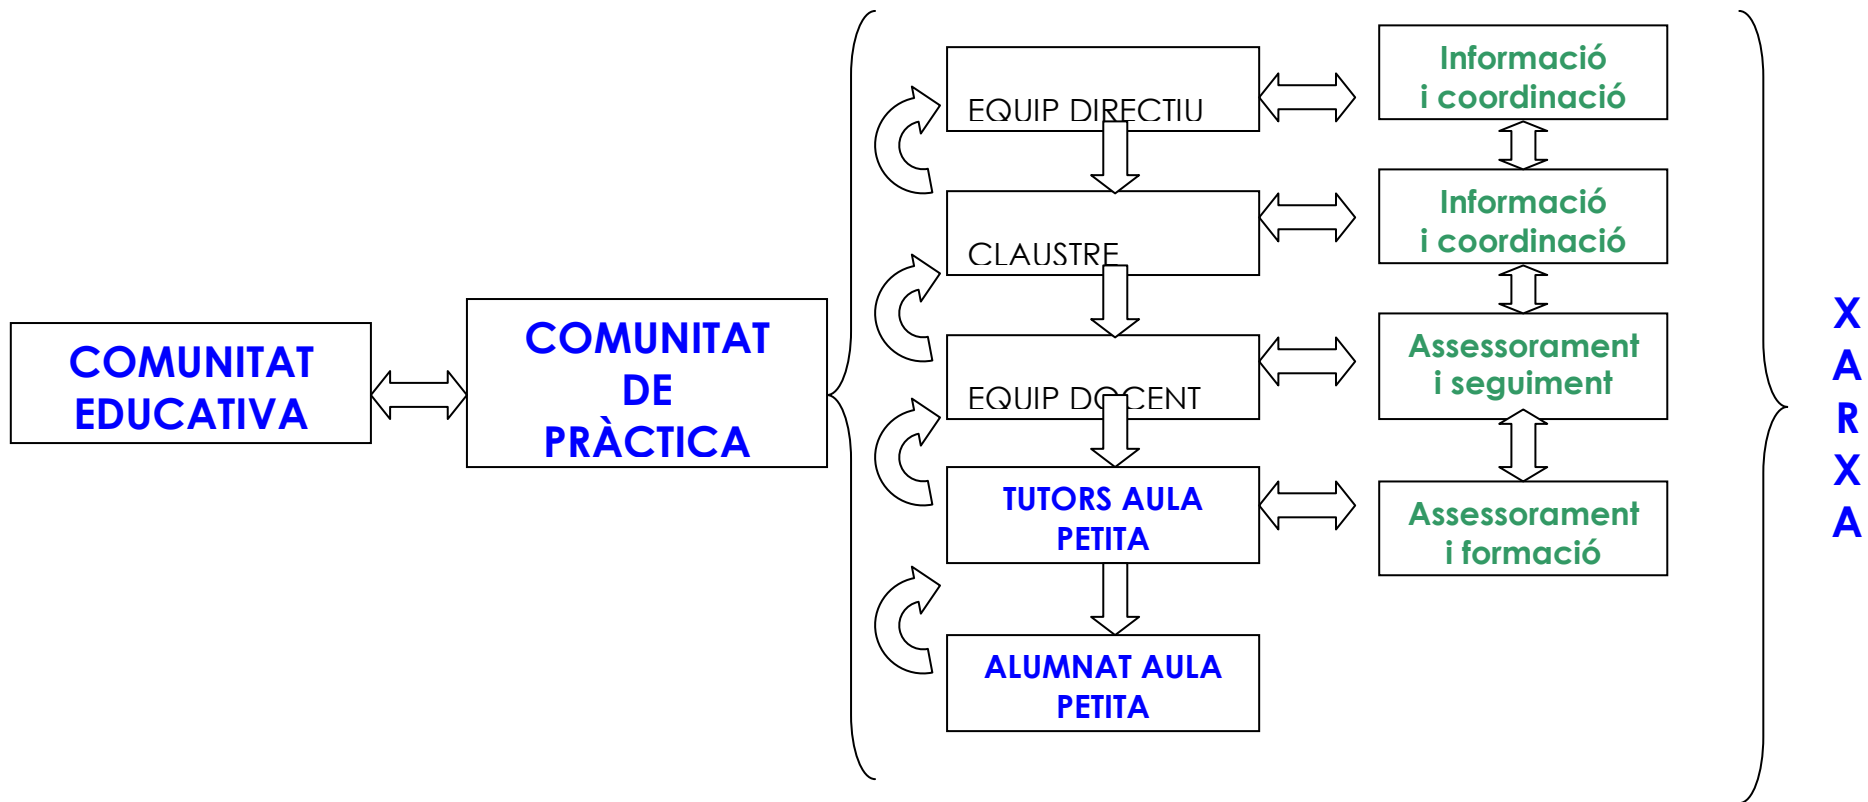 COMUNITAT
EDUCATIVA
COMUNITAT
DE
PRÀCTICA
EQUIP DIRECTIU
CLAUSTRE
EQUIP DOCENT
TUTORS AULA
PETITA
ALUMNAT AULA
PETITA
Informació
i coordinació
Informació
i coordinació
Assessorament
i seguiment
Assessorament
i formació
X
A
R
X
A